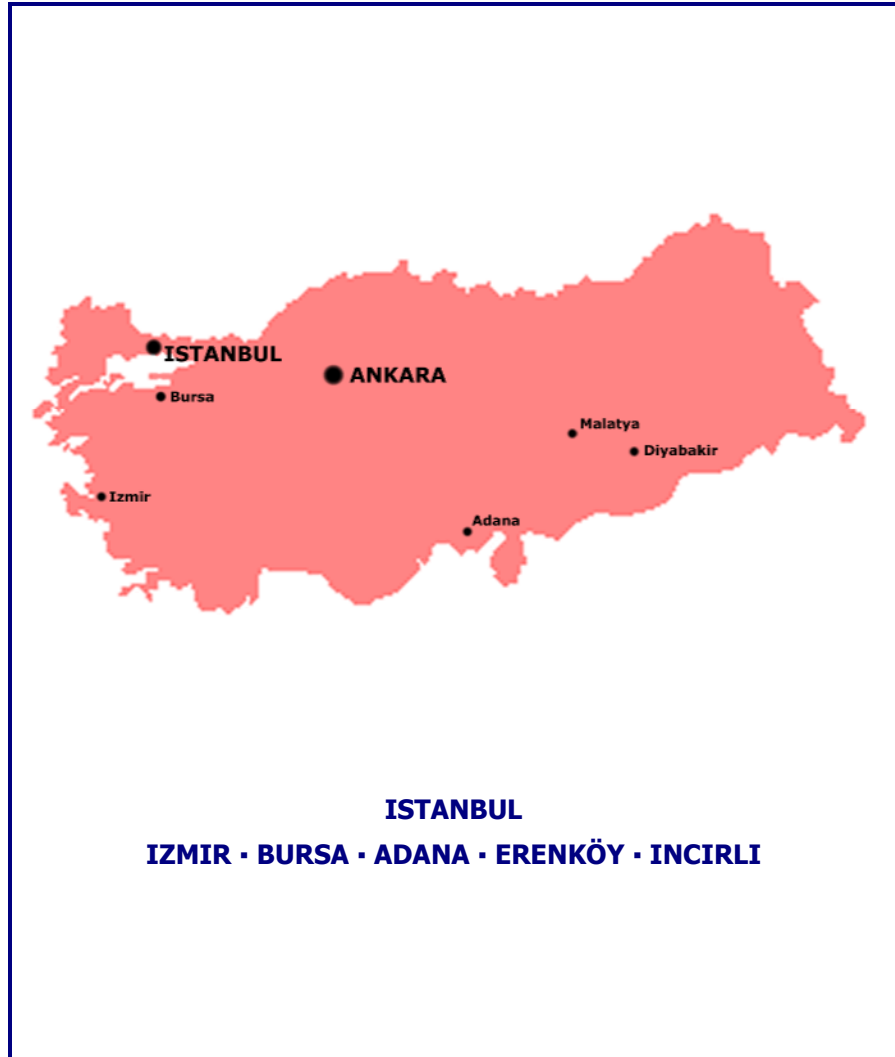 ISTANBUL
ANKARA
Bursa
Malatya
Diyabakir
Izmir
Adana
ISTANBUL
IZMIR · BURSA · ADANA · ERENKÖY · INCIRLI